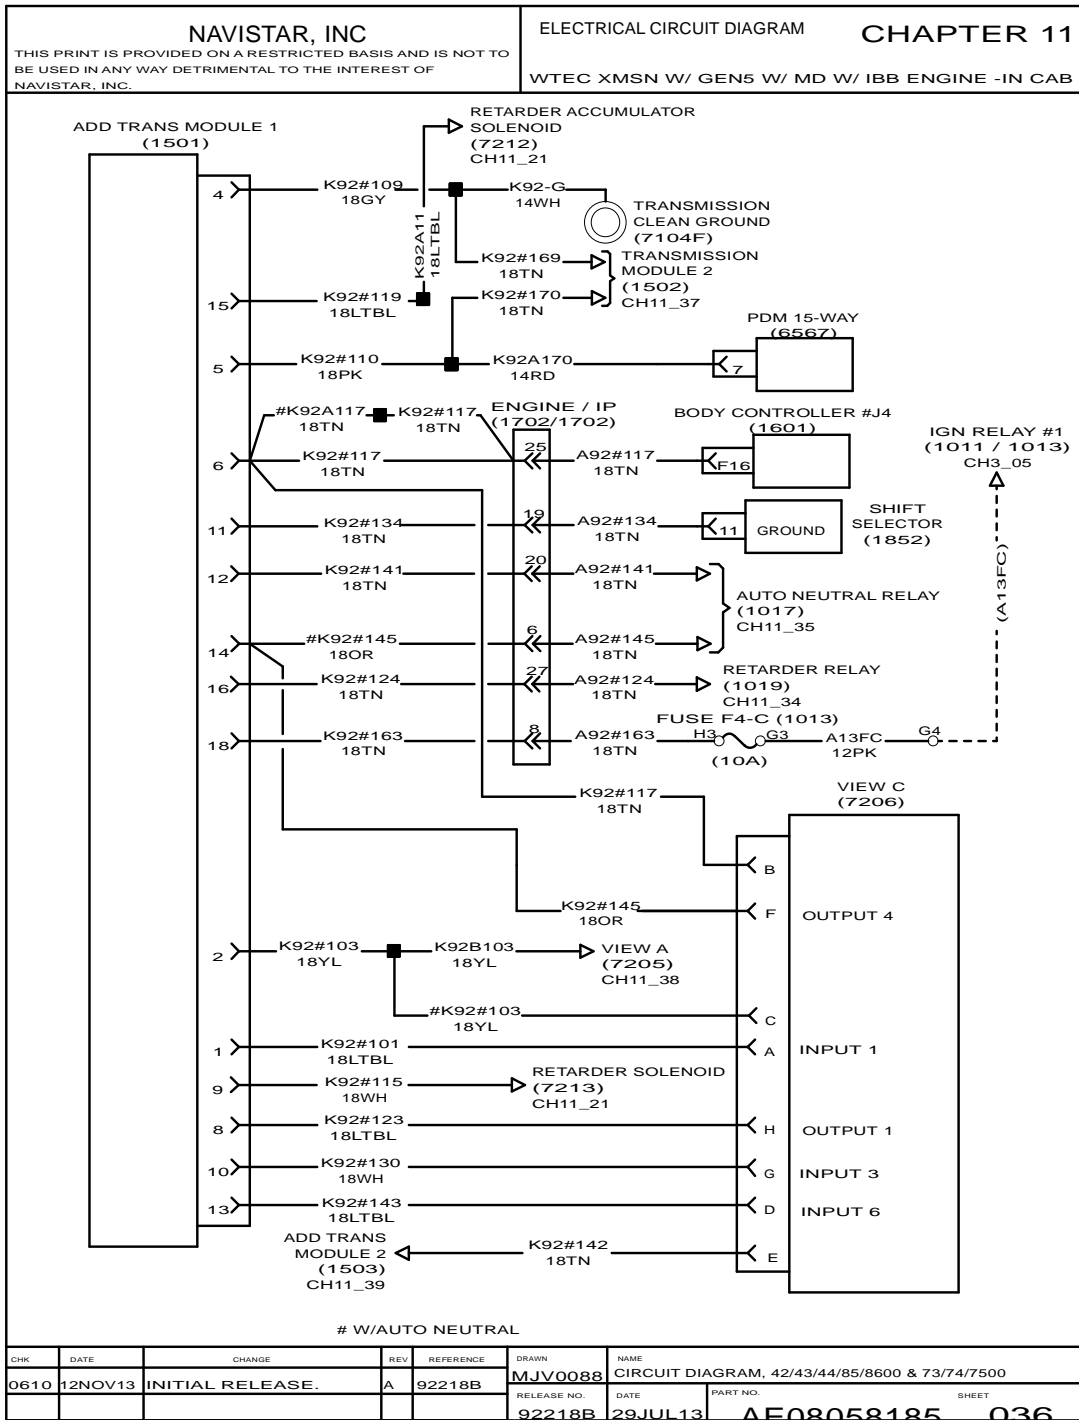 NAVISTAR, INC
THIS PRINT IS PROVIDED ON A RESTRICTED BASIS AND IS NOT TO
BE USED IN ANY WAY DETRIMENTAL TO THE INTEREST OF
NAVISTAR, INC.
ELECTRICAL CIRCUIT DIAGRAM
CHAPTER 11
WTEC XMSN W/ GEN5 W/ MD W/ IBB ENGINE -IN CAB
ADD TRANS MODULE 1
(1501)
RETARDER ACCUMULATOR
SOLENOID
(7212)
CH11_21
4
K92#109
18GY
K92-G
14WH
TRANSMISSION
CLEAN GROUND
(7104F)
K92A11
18LTBL
K92#169
18TN
TRANSMISSION
MODULE 2
(1502)
CH11_37
15
K92#119
18LTBL
K92#170
18TN
5
K92#110
18PK
K92A170
14RD
PDM 15-WAY
(6567)
7
#K92A117
18TN
K92#117
18TN
ENGINE / IP
(1702/1702)
BODY CONTROLLER #J4
(1601)
IGN RELAY #1
(1011 / 1013)
CH3_05
6
K92#117
18TN
25
A92#117
18TN
F16
11
K92#134
18TN
19
A92#134
18TN
11
GROUND
SHIFT
SELECTOR
(1852)
12
K92#141
18TN
20
A92#141
18TN
AUTO NEUTRAL RELAY
(1017)
CH11_35
(A13FC)
14
#K92#145
18OR
6
A92#145
18TN
16
K92#124
18TN
27
A92#124
18TN
RETARDER RELAY
(1019)
CH11_34
18
K92#163
18TN
8
A92#163
18TN
FUSE F4-C (1013)
H3
G3
(10A)
A13FC
12PK
G4
K92#117
18TN
VIEW C
(7206)
B
K92#145
18OR
F
OUTPUT 4
2
K92#103
18YL
K92B103
18YL
VIEW A
(7205)
CH11_38
#K92#103
18YL
C
1
K92#101
18LTBL
A
INPUT 1
9
K92#115
18WH
RETARDER SOLENOID
(7213)
CH11_21
8
K92#123
18LTBL
H
OUTPUT 1
10
K92#130
18WH
G
INPUT 3
13
K92#143
18LTBL
D
INPUT 6
ADD TRANS
MODULE 2
(1503)
CH11_39
K92#142
18TN
E
# W/AUTO NEUTRAL
CHK DATE CHANGE REV REFERENCE
0610 12NOV13 INITIAL RELEASE. A 92218B
DRAWN
MJV0088
NAME
CIRCUIT DIAGRAM, 42/43/44/85/8600 & 73/74/7500
RELEASE NO.
92218B
DATE
29JUL13
PART NO.
AE08058185
SHEET
036